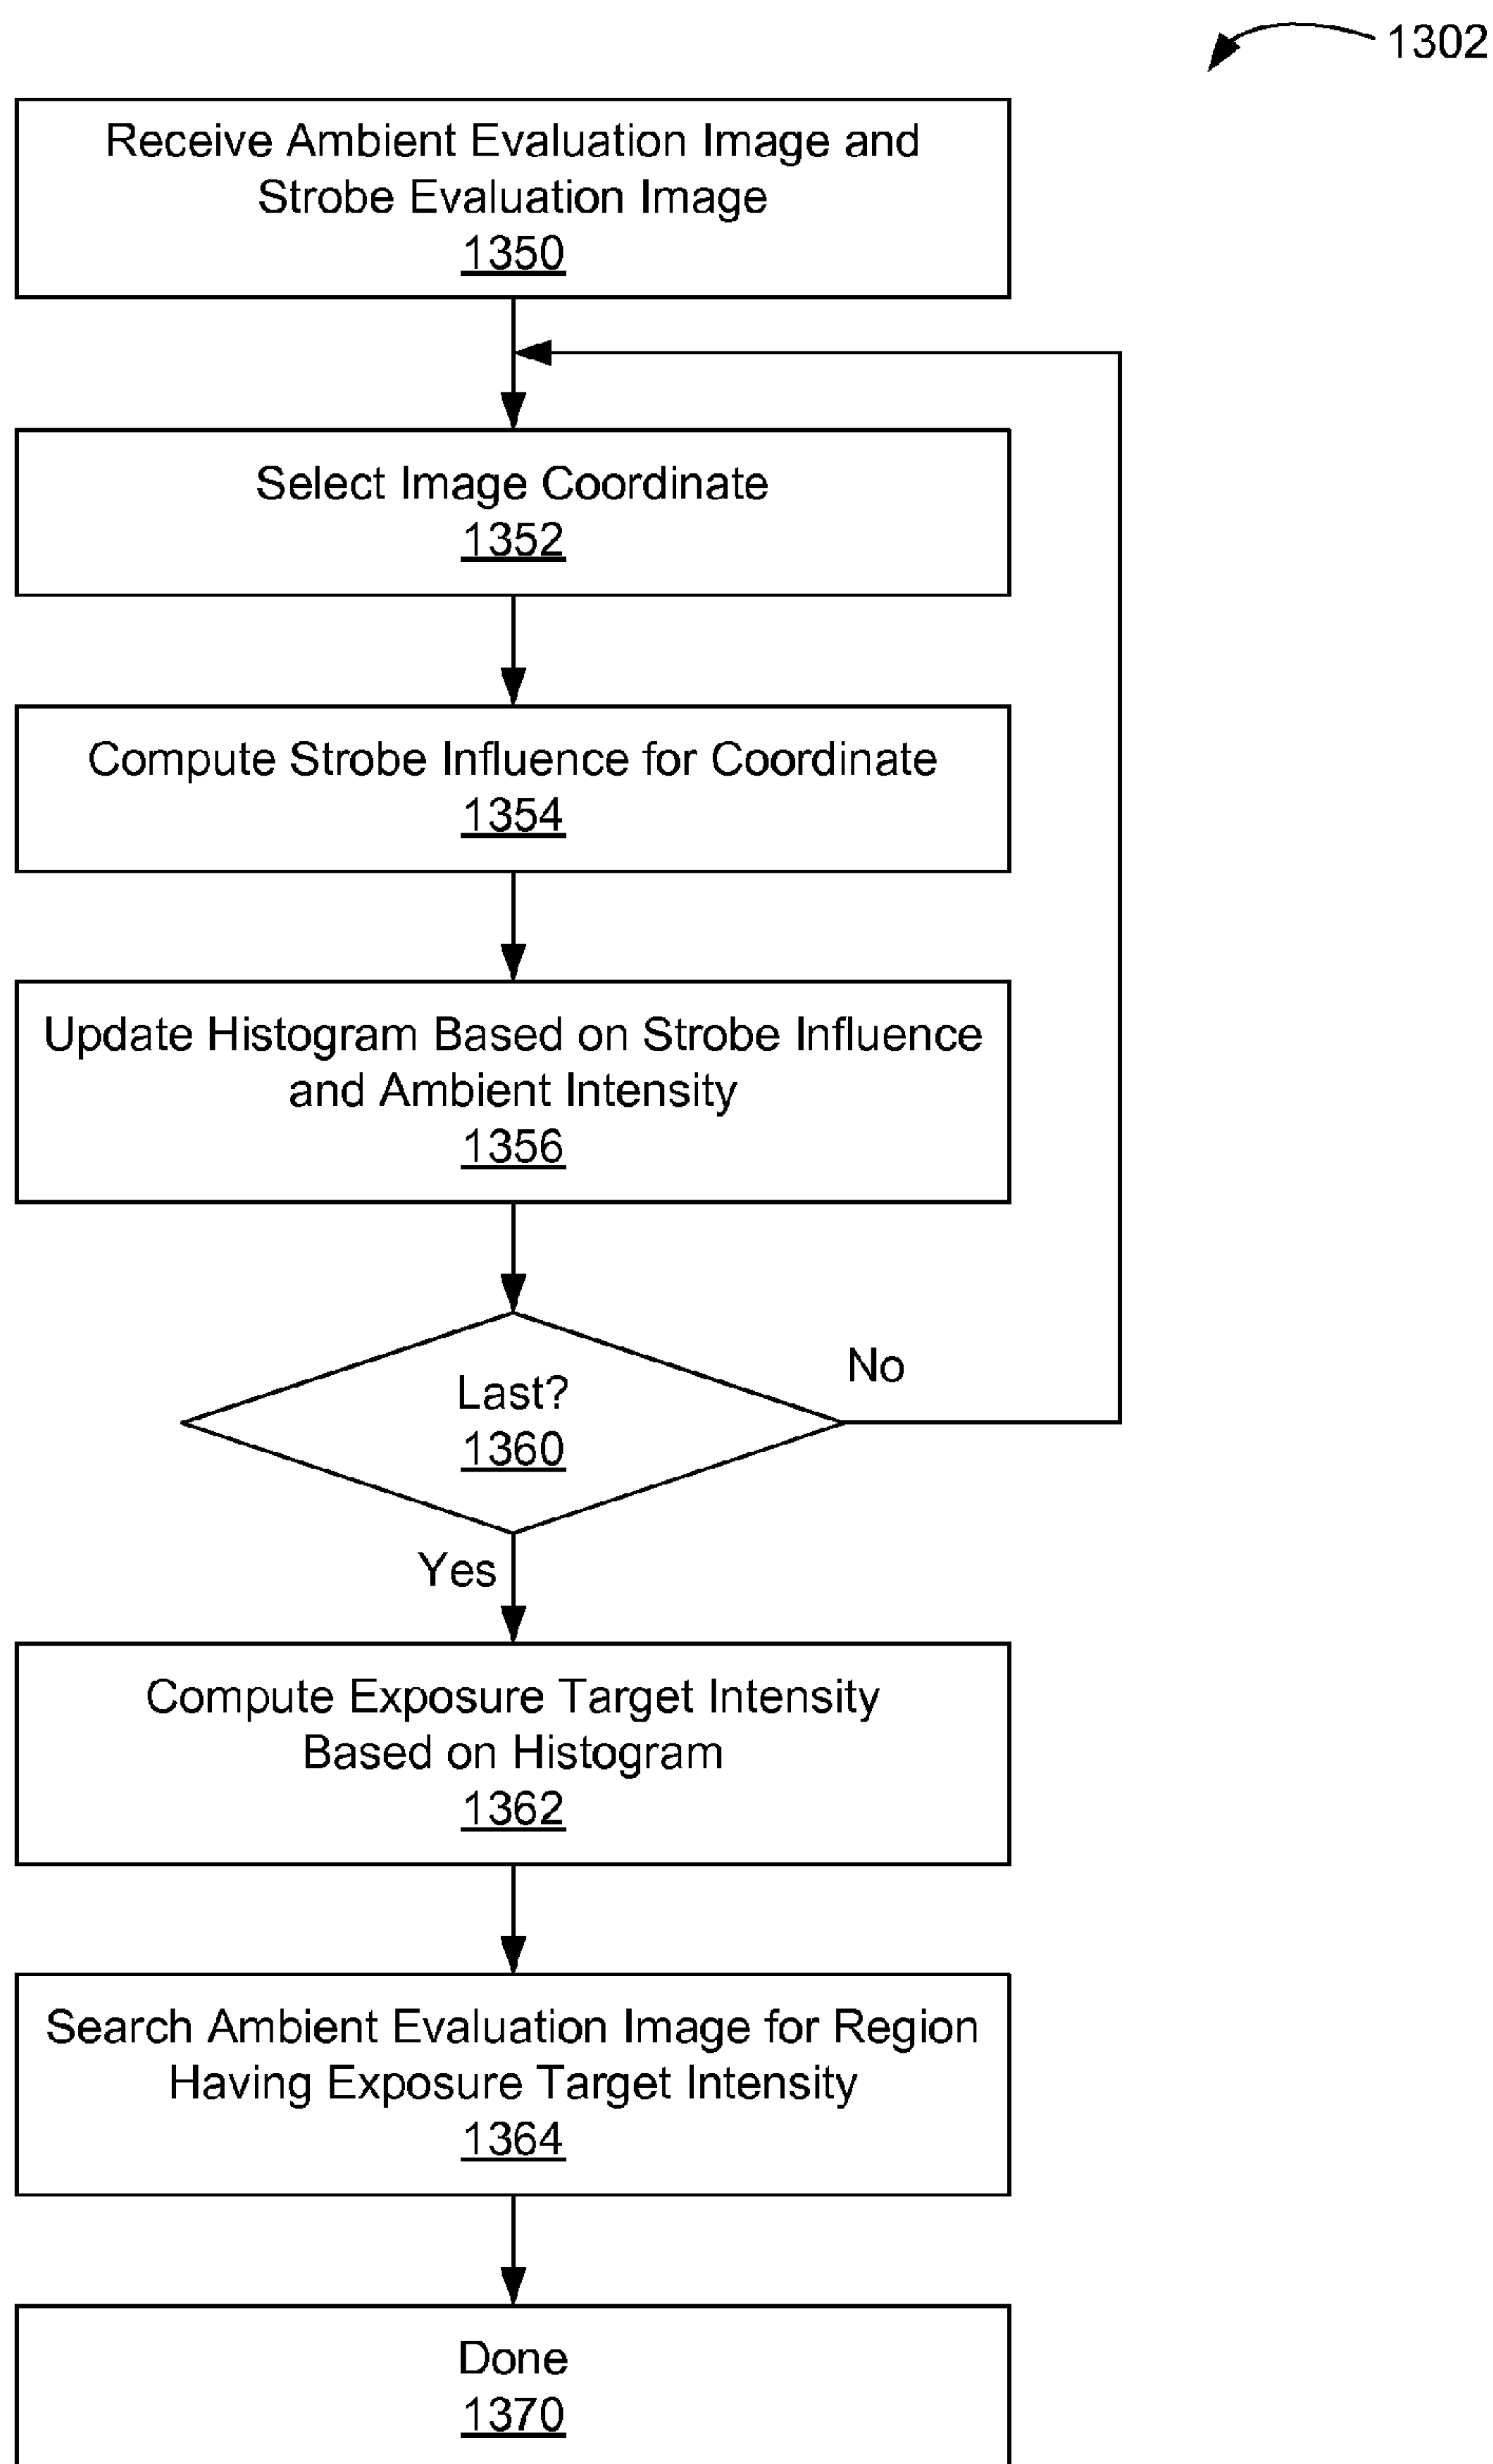 1302
Receive Ambient Evaluation Image and
Strobe Evaluation Image
1350
Select Image Coordinate
1352
Compute Strobe Influence for Coordinate
1354
Update Histogram Based on Strobe Influence
and Ambient Intensity
1356
Last?
1360
No
Yes
Compute Exposure Target Intensity
Based on Histogram
1362
Search Ambient Evaluation Image for Region
Having Exposure Target Intensity
1364
Done
1370